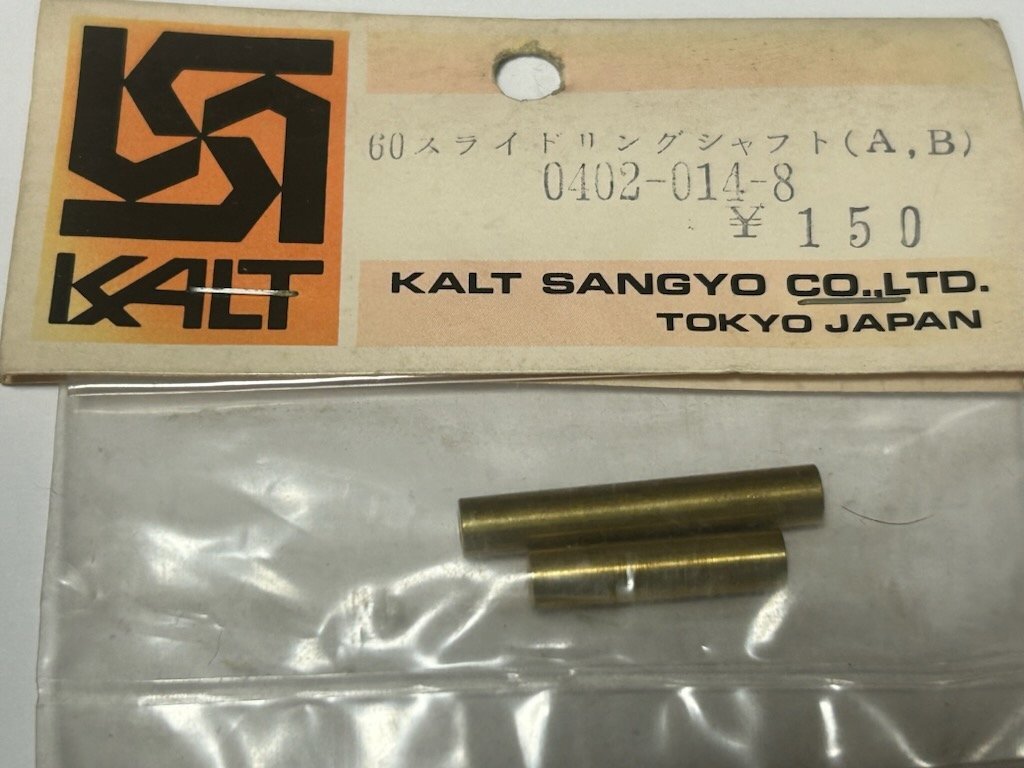 KALT
60スライドリングシャフト(A,B)
0402-014-8
¥ 150
KALT SANGYO CO.,LTD.
TOKYO JAPAN